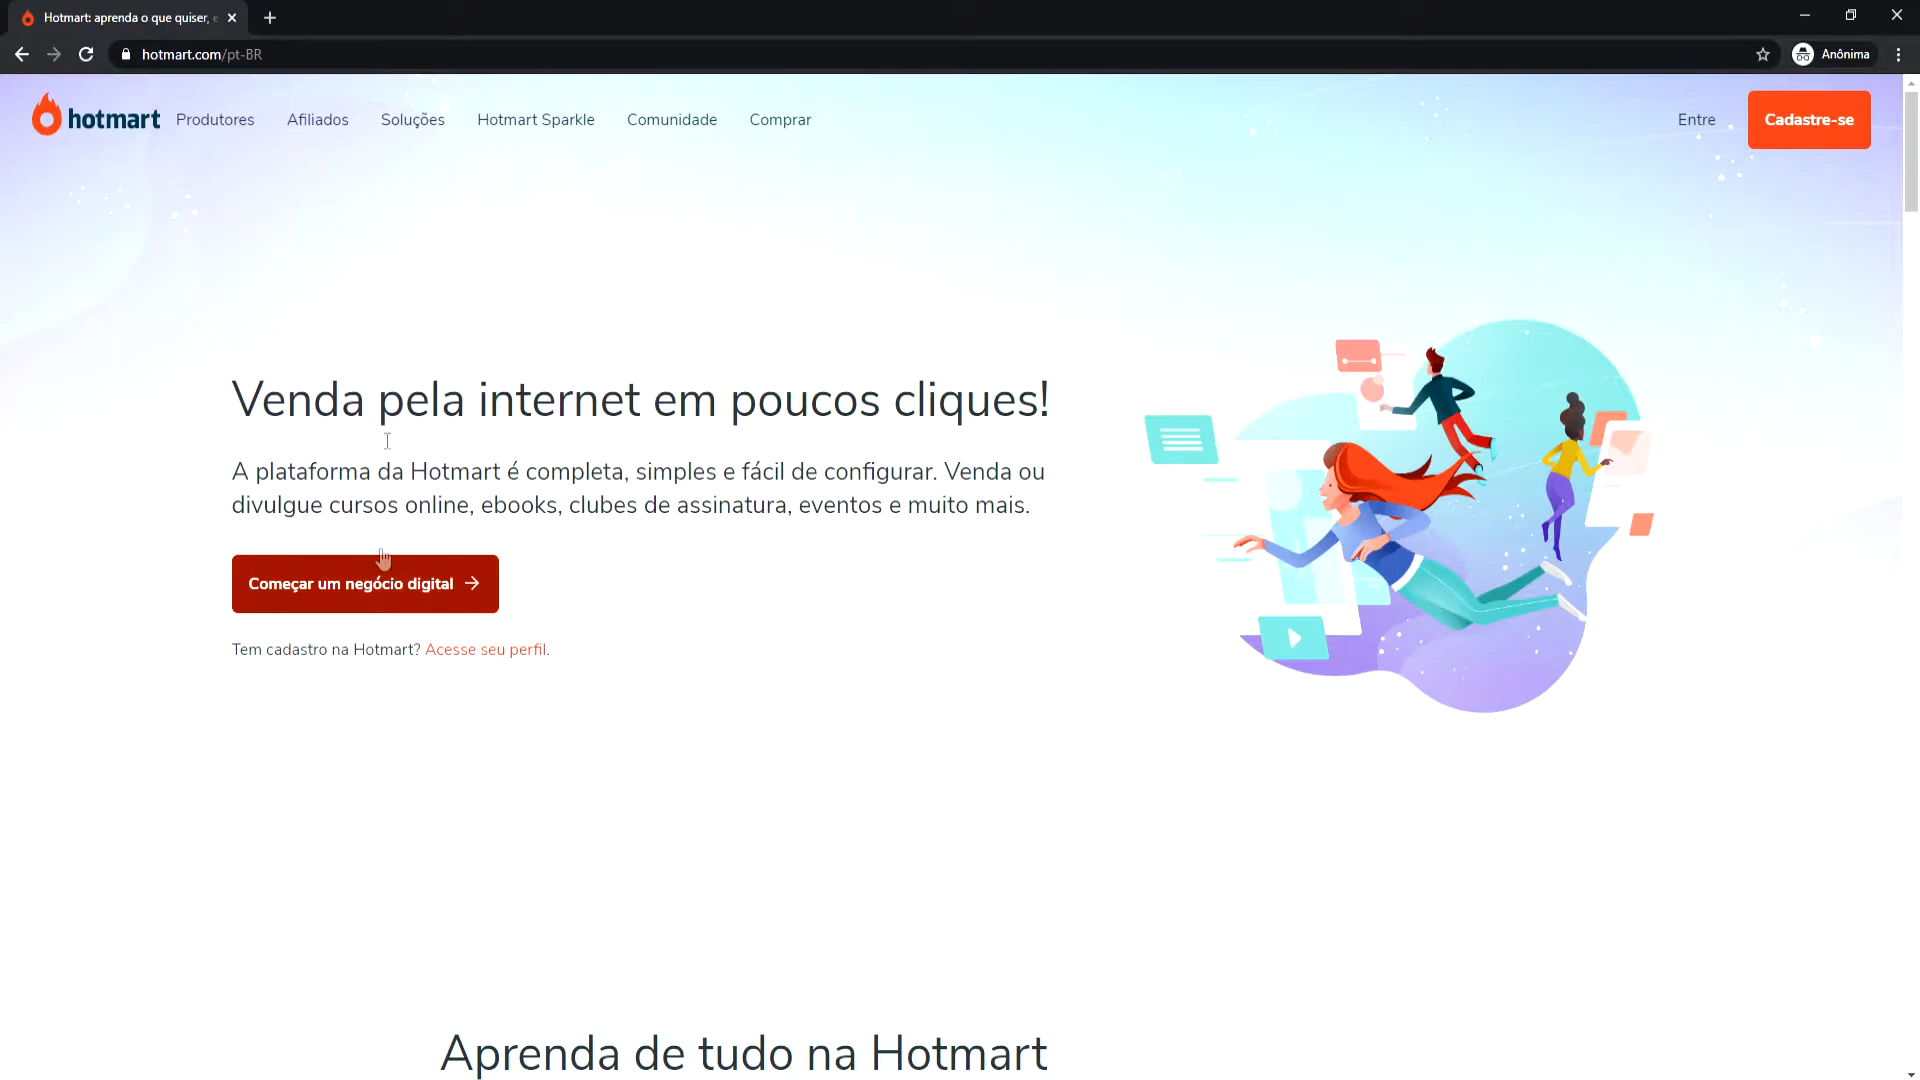 Hotmart: aprenda o que quiser, e
hotmart.com/pt-BR
Anônima
hotmart
Produtores
Afiliados
Soluções
Hotmart Sparkle
Comunidade
Comprar
Entre
Cadastre-se
Venda pela internet em poucos cliques!
A plataforma da Hotmart é completa, simples e fácil de configurar. Venda ou
divulgue cursos online, ebooks, clubes de assinatura, eventos e muito mais.
Começar um negócio digital →
Tem cadastro na Hotmart? Acesse seu perfil.
Aprenda de tudo na Hotmart